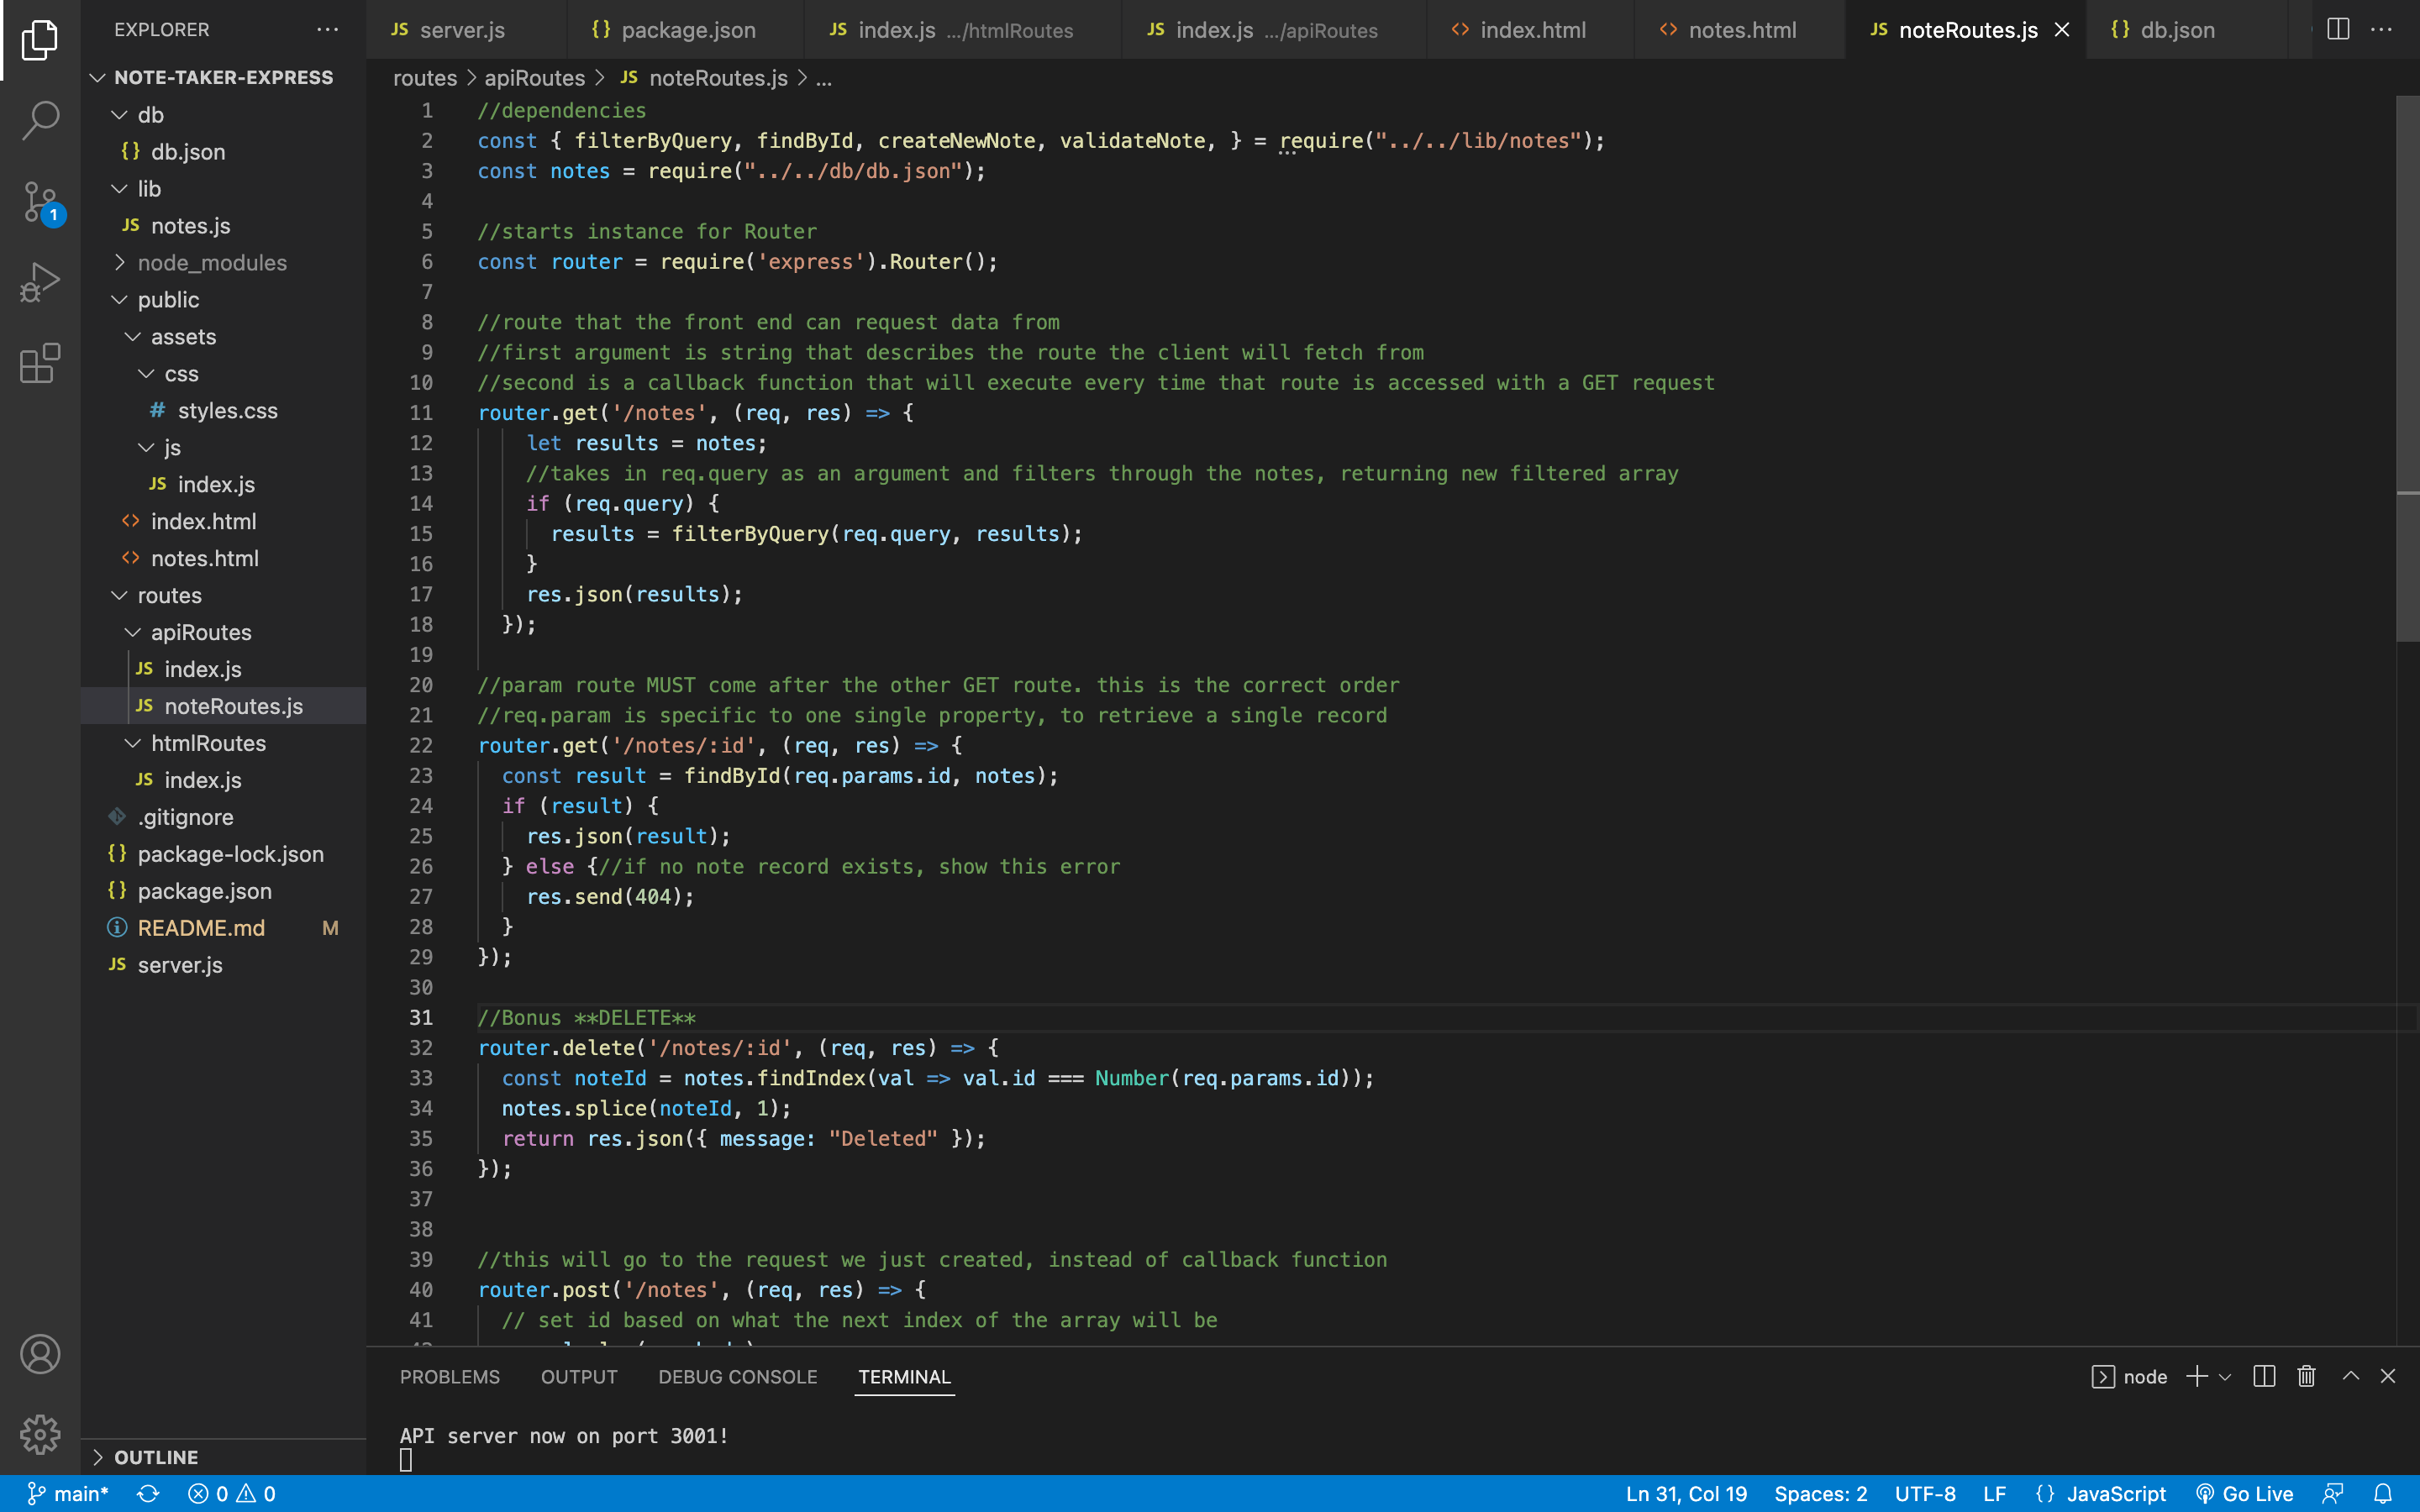 EXPLORER
NOTE-TAKER-EXPRESS
db
{} db.json
lib
JS notes.js
node_modules
public
assets
css
# styles.css
js
JS index.js
<> index.html
<> notes.html
routes
apiRoutes
JS index.js
JS noteRoutes.js
htmlRoutes
JS index.js
.gitignore
{} package-lock.json
{} package.json
README.md M
JS server.js
OUTLINE
1
JS server.js {} package.json JS index.js .../htmlRoutes JS index.js .../apiRoutes <> index.html <> notes.html JS noteRoutes.js {} db.json
routes > apiRoutes > JS noteRoutes.js > ...
1 //dependencies
2 const { filterByQuery, findById, createNewNote, validateNote, } = require("../../lib/notes");
3 const notes = require("../../db/db.json");
4
5 //starts instance for Router
6 const router = require('express').Router();
7
8 //route that the front end can request data from
9 //first argument is string that describes the route the client will fetch from
10 //second is a callback function that will execute every time that route is accessed with a GET request
11 router.get('/notes', (req, res) => {
12 let results = notes;
13 //takes in req.query as an argument and filters through the notes, returning new filtered array
14 if (req.query) {
15 results = filterByQuery(req.query, results);
16 }
17 res.json(results);
18 });
19
20 //param route MUST come after the other GET route. this is the correct order
21 //req.param is specific to one single property, to retrieve a single record
22 router.get('/notes/:id', (req, res) => {
23 const result = findById(req.params.id, notes);
24 if (result) {
25 res.json(result);
26 } else {//if no note record exists, show this error
27 res.send(404);
28 }
29 });
30
31 //Bonus **DELETE**
32 router.delete('/notes/:id', (req, res) => {
33 const noteId = notes.findIndex(val => val.id === Number(req.params.id));
34 notes.splice(noteId, 1);
35 return res.json({ message: "Deleted" });
36 });
37
38
39 //this will go to the request we just created, instead of callback function
40 router.post('/notes', (req, res) => {
41 // set id based on what the next index of the array will be
PROBLEMS OUTPUT DEBUG CONSOLE TERMINAL node
API server now on port 3001!
main* 0 0 Ln 31, Col 19 Spaces: 2 UTF-8 LF {} JavaScript Go Live